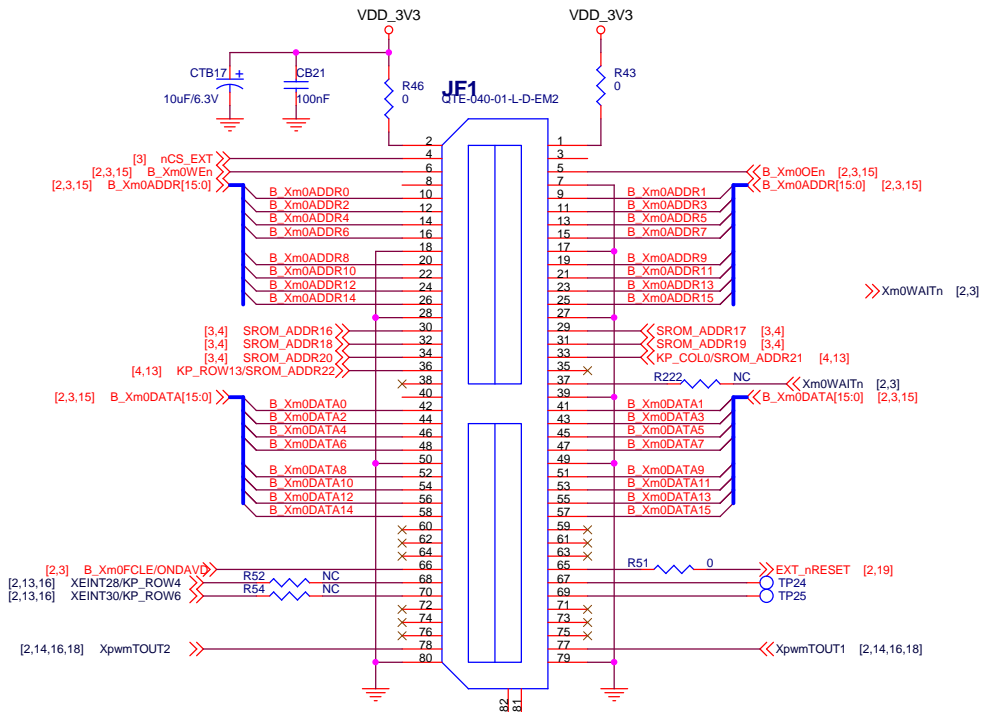 VDD_3V3 VDD_3V3
CTB17 + CB21 R46 R43
0 0
JF1
10uF/6.3V 100nF QTE-040-01-L-D-EM2
2 1
[3] nCS_EXT 4 3
[2,3,15] B_Xm0WEn 6 5 B_Xm0OEn [2,3,15]
[2,3,15] B_Xm0ADDR[15:0] 8 7 B_Xm0ADDR[15:0] [2,3,15]
B_Xm0ADDR0 10 9 B_Xm0ADDR1
B_Xm0ADDR2 12 11 B_Xm0ADDR3
B_Xm0ADDR4 14 13 B_Xm0ADDR5
B_Xm0ADDR6 16 15 B_Xm0ADDR7
18 17
B_Xm0ADDR8 20 19 B_Xm0ADDR9
B_Xm0ADDR10 22 21 B_Xm0ADDR11
B_Xm0ADDR12 24 23 B_Xm0ADDR13 Xm0WAITn [2,3]
B_Xm0ADDR14 26 25 B_Xm0ADDR15
28 27
[3,4] SROM_ADDR16 30 29 SROM_ADDR17 [3,4]
[3,4] SROM_ADDR18 32 31 SROM_ADDR19 [3,4]
[3,4] SROM_ADDR20 34 33 KP_COL0/SROM_ADDR21 [4,13]
[4,13] KP_ROW13/SROM_ADDR22 36 35
38 37 R222 NC Xm0WAITn [2,3]
[2,3,15] B_Xm0DATA[15:0] 40 39 B_Xm0DATA[15:0] [2,3,15]
B_Xm0DATA0 42 41 B_Xm0DATA1
B_Xm0DATA2 44 43 B_Xm0DATA3
B_Xm0DATA4 46 45 B_Xm0DATA5
B_Xm0DATA6 48 47 B_Xm0DATA7
50 49
B_Xm0DATA8 52 51 B_Xm0DATA9
B_Xm0DATA10 54 53 B_Xm0DATA11
B_Xm0DATA12 56 55 B_Xm0DATA13
B_Xm0DATA14 58 57 B_Xm0DATA15
60 59
62 61
64 63
[2,3] B_Xm0FCLE/ONDAVD 66 65 R51 0 EXT_nRESET [2,19]
[2,13,16] XEINT28/KP_ROW4 R52 NC 68 67 TP24
[2,13,16] XEINT30/KP_ROW6 R54 NC 70 69 TP25
72 71
74 73
76 75
[2,14,16,18] XpwmTOUT2 78 77 XpwmTOUT1 [2,14,16,18]
80 79
82 81